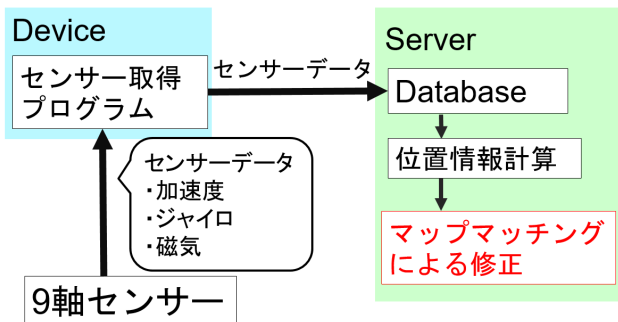 Device
センサー取得
プログラム
センサーデータ
Server
Database
位置情報計算
マップマッチング
による修正
センサーデータ
・加速度
・ジャイロ
・磁気
9軸センサー